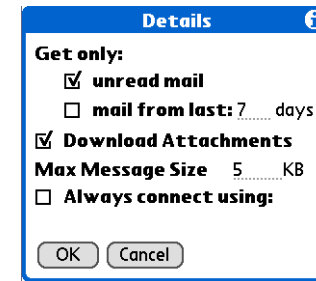 Details
Get only:
unread mail
mail from last: 7 days
Download Attachments
Max Message Size 5 KB
Always connect using:
OK Cancel